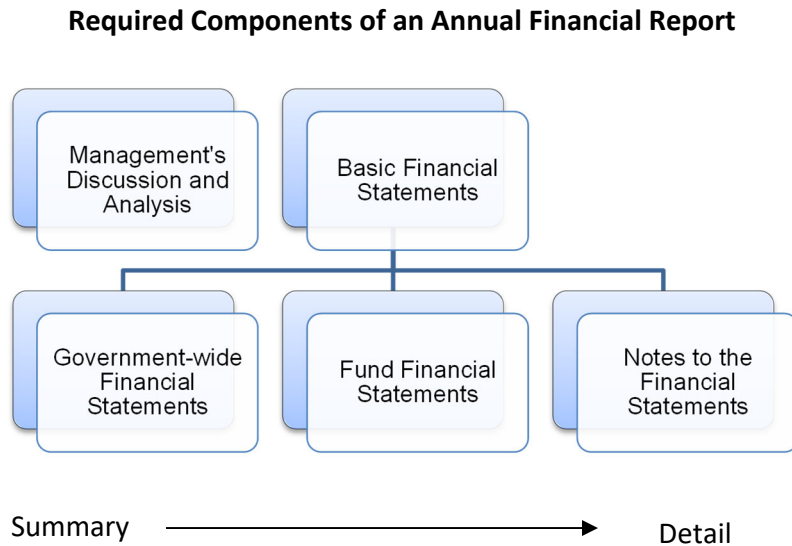 Required Components of an Annual Financial Report
Management's
Discussion and
Analysis
Basic Financial
Statements
Government-wide
Financial
Statements
Fund Financial
Statements
Notes to the
Financial
Statements
Summary
Detail